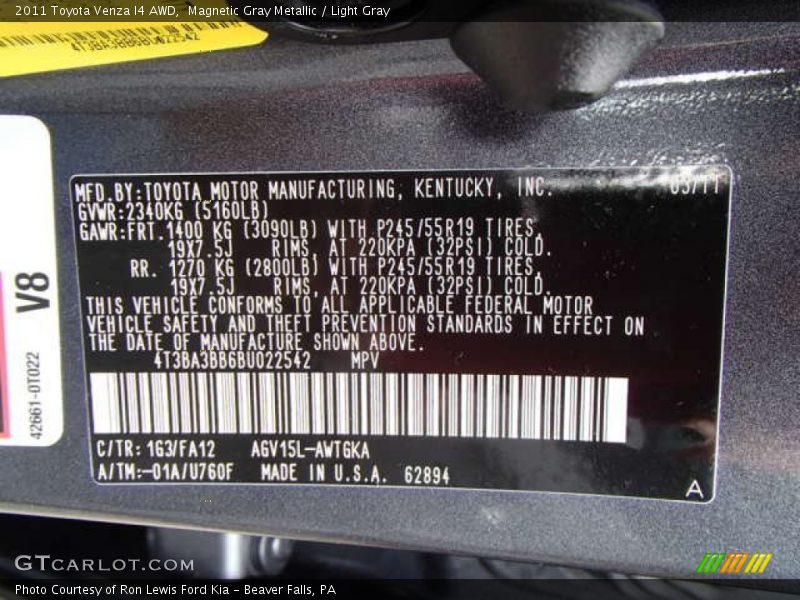 2011 Toyota Venza I4 AWD, Magnetic Gray Metallic / Light Gray
4T3BA3BB6BU022542
V8
42661-0T022
MFD.BY:TOYOTA MOTOR MANUFACTURING, KENTUCKY, INC. 03/11
GVWR:2340KG (5160LB)
GAWR:FRT.1400 KG (3090LB) WITH P245/55R19 TIRES,
19X7.5J RIMS, AT 220KPA (32PSI) COLD.
RR. 1270 KG (2800LB) WITH P245/55R19 TIRES,
19X7.5J RIMS, AT 220KPA (32PSI) COLD.
THIS VEHICLE CONFORMS TO ALL APPLICABLE FEDERAL MOTOR
VEHICLE SAFETY AND THEFT PREVENTION STANDARDS IN EFFECT ON
THE DATE OF MANUFACTURE SHOWN ABOVE.
4T3BA3BB6BU022542 MPV
C/TR: 1G3/FA12 AGV15L-AWTGKA
A/TM:-01A/U760F MADE IN U.S.A. 62894
A
GTCARLOT.COM
Photo Courtesy of Ron Lewis Ford Kia - Beaver Falls, PA